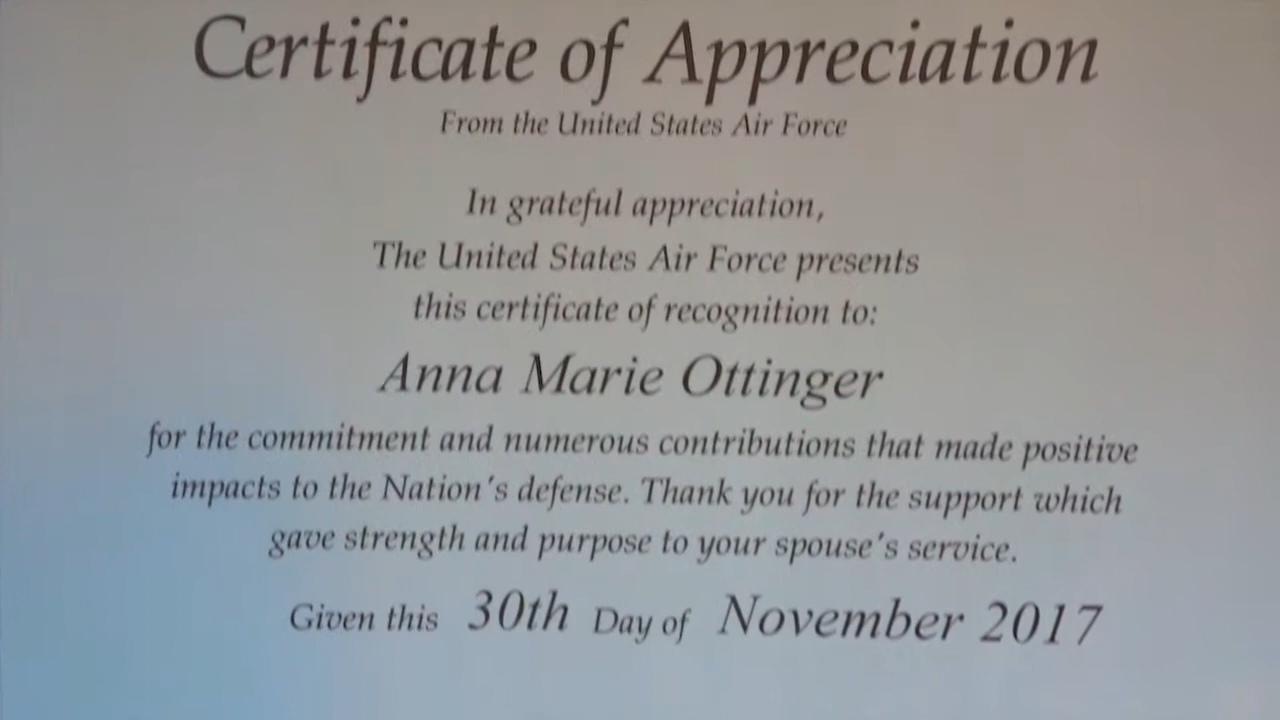 Certificate of Appreciation
From the United States Air Force
In grateful appreciation,
The United States Air Force presents
this certificate of recognition to:
Anna Marie Ottinger
for the commitment and numerous contributions that made positive
impacts to the Nation's defense. Thank you for the support which
gave strength and purpose to your spouse's service.
Given this 30th Day of November 2017